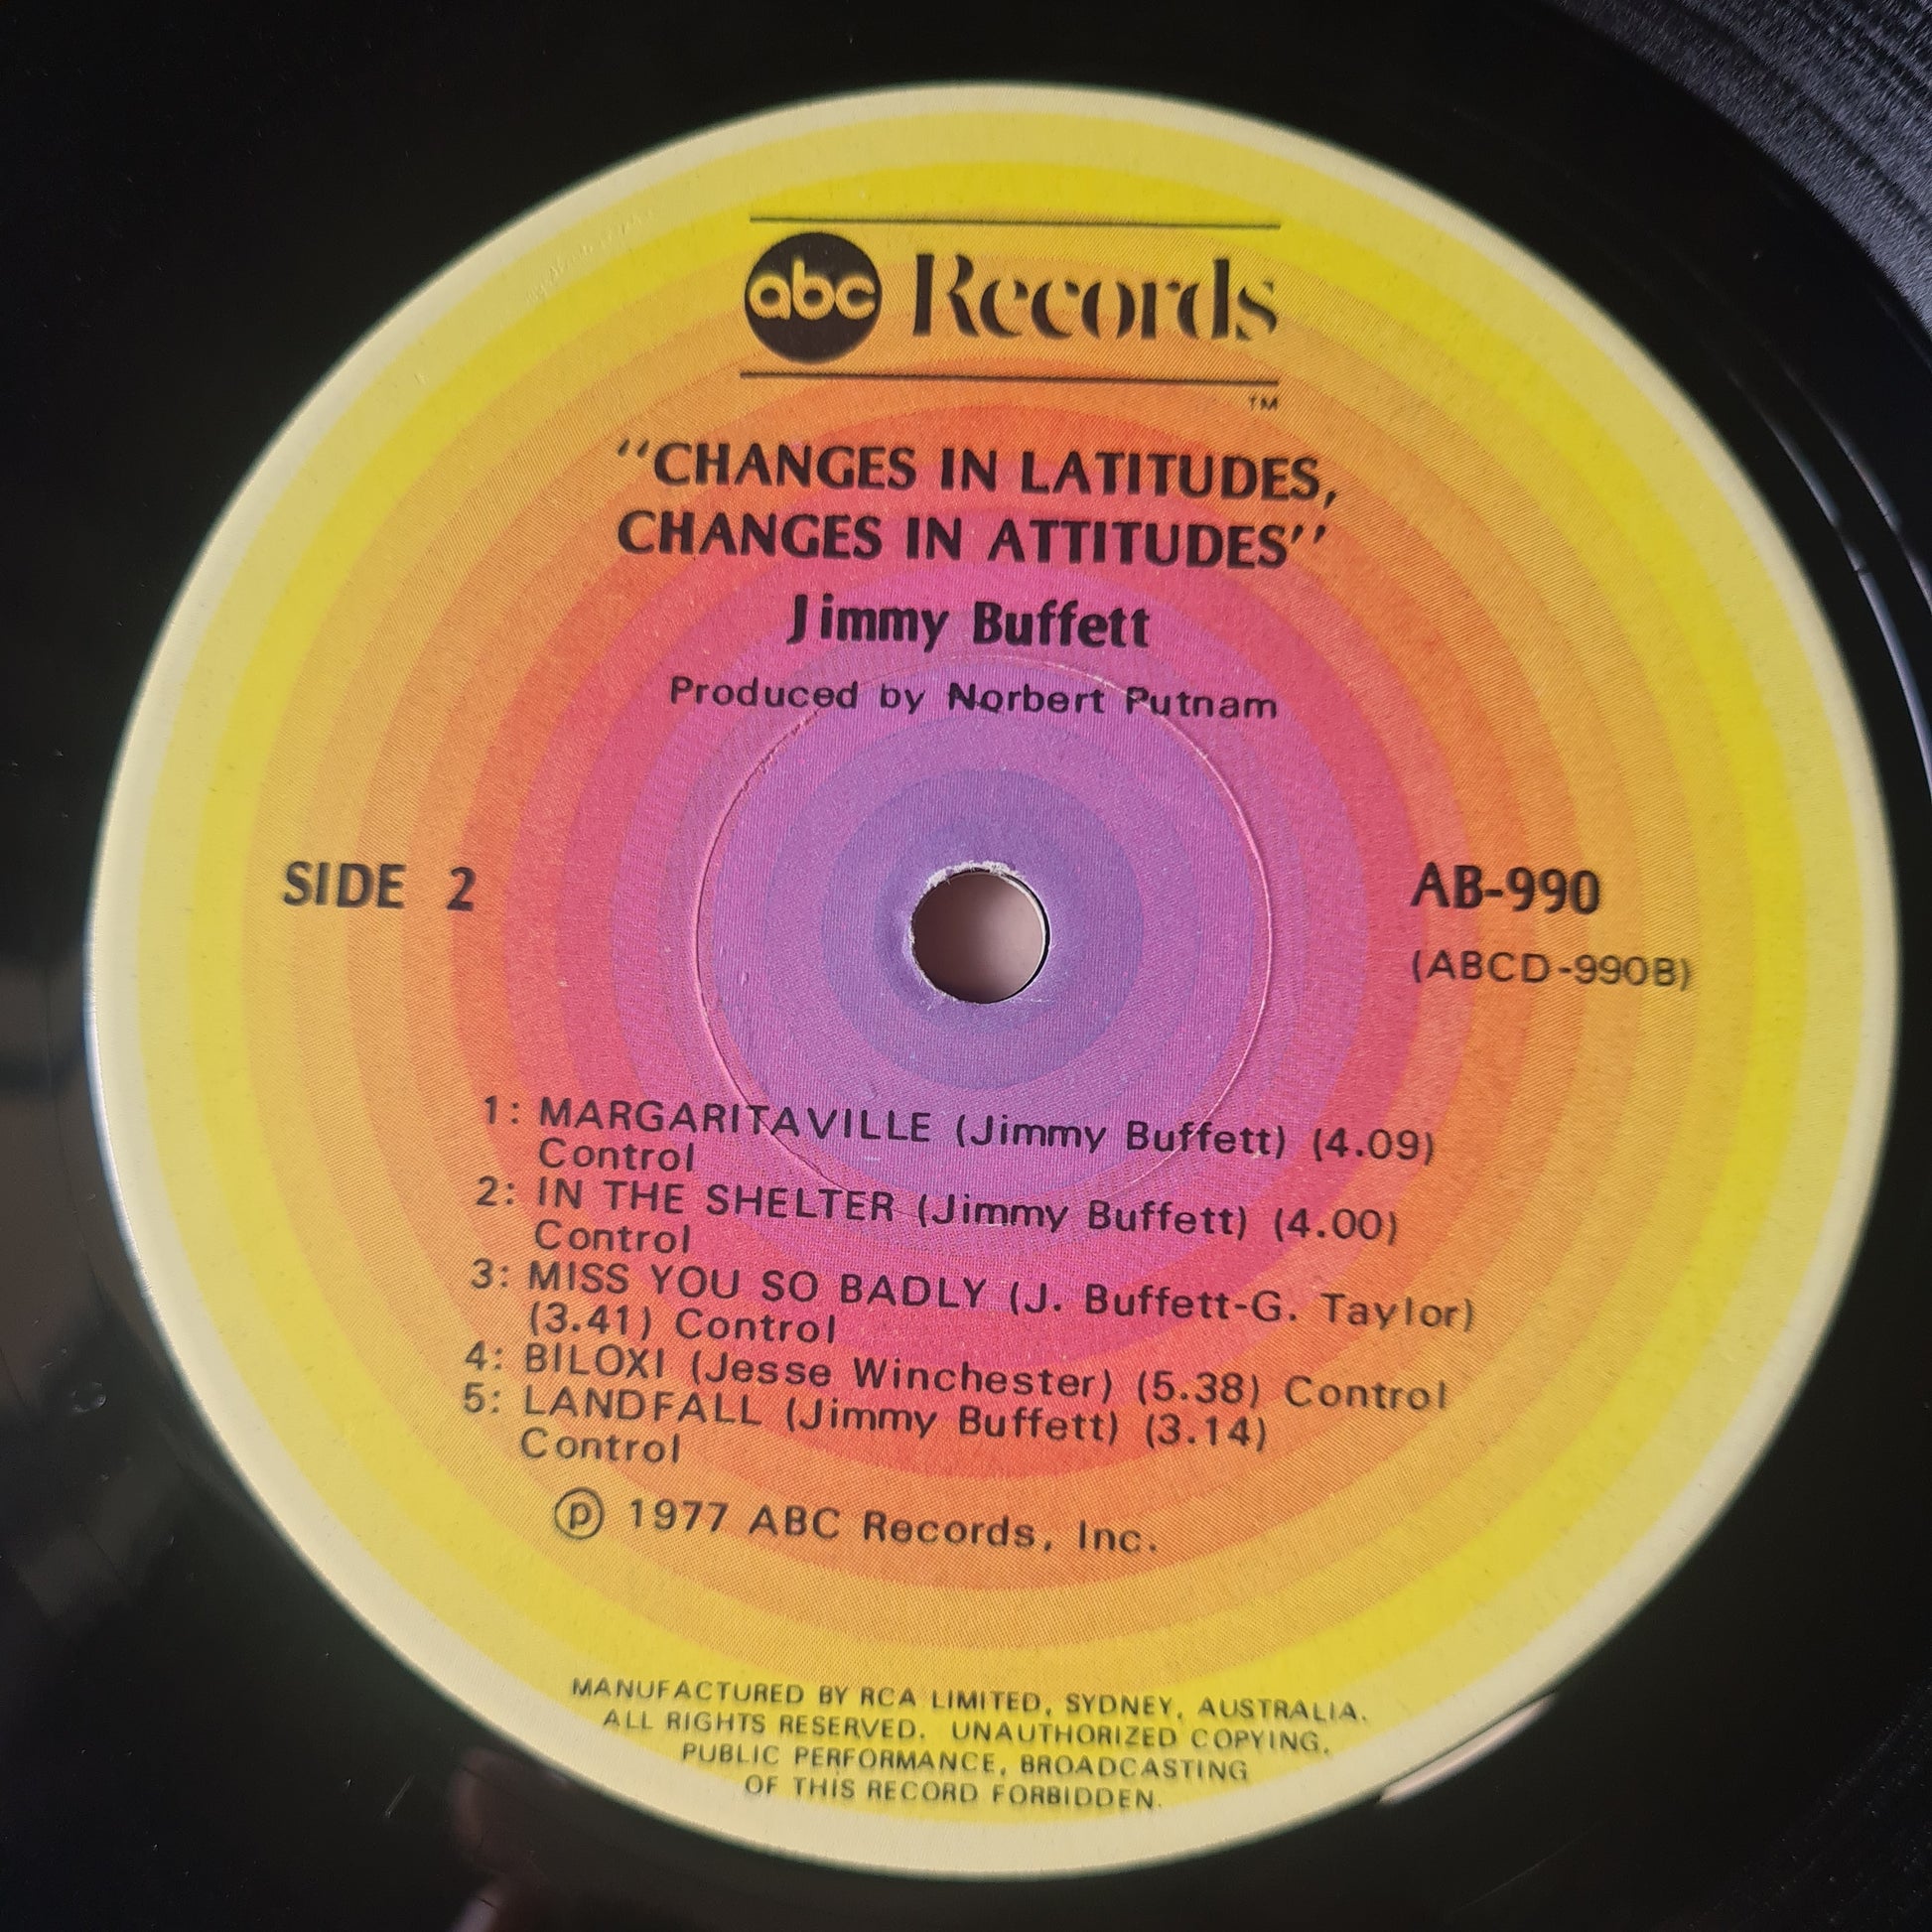 abc Records
TM
"CHANGES IN LATITUDES,
CHANGES IN ATTITUDES"
Jimmy Buffett
Produced by Norbert Putnam
SIDE 2
AB-990
(ABCD-990B)
1: MARGARITAVILLE (Jimmy Buffett) (4.09)
Control
2: IN THE SHELTER (Jimmy Buffett) (4.00)
Control
3: MISS YOU SO BADLY (J. Buffett-G. Taylor)
(3.41) Control
4: BILOXI (Jesse Winchester) (5.38) Control
5: LANDFALL (Jimmy Buffett) (3.14)
Control
℗ 1977 ABC Records, Inc.
MANUFACTURED BY RCA LIMITED, SYDNEY, AUSTRALIA.
ALL RIGHTS RESERVED. UNAUTHORIZED COPYING,
PUBLIC PERFORMANCE, BROADCASTING
OF THIS RECORD FORBIDDEN.